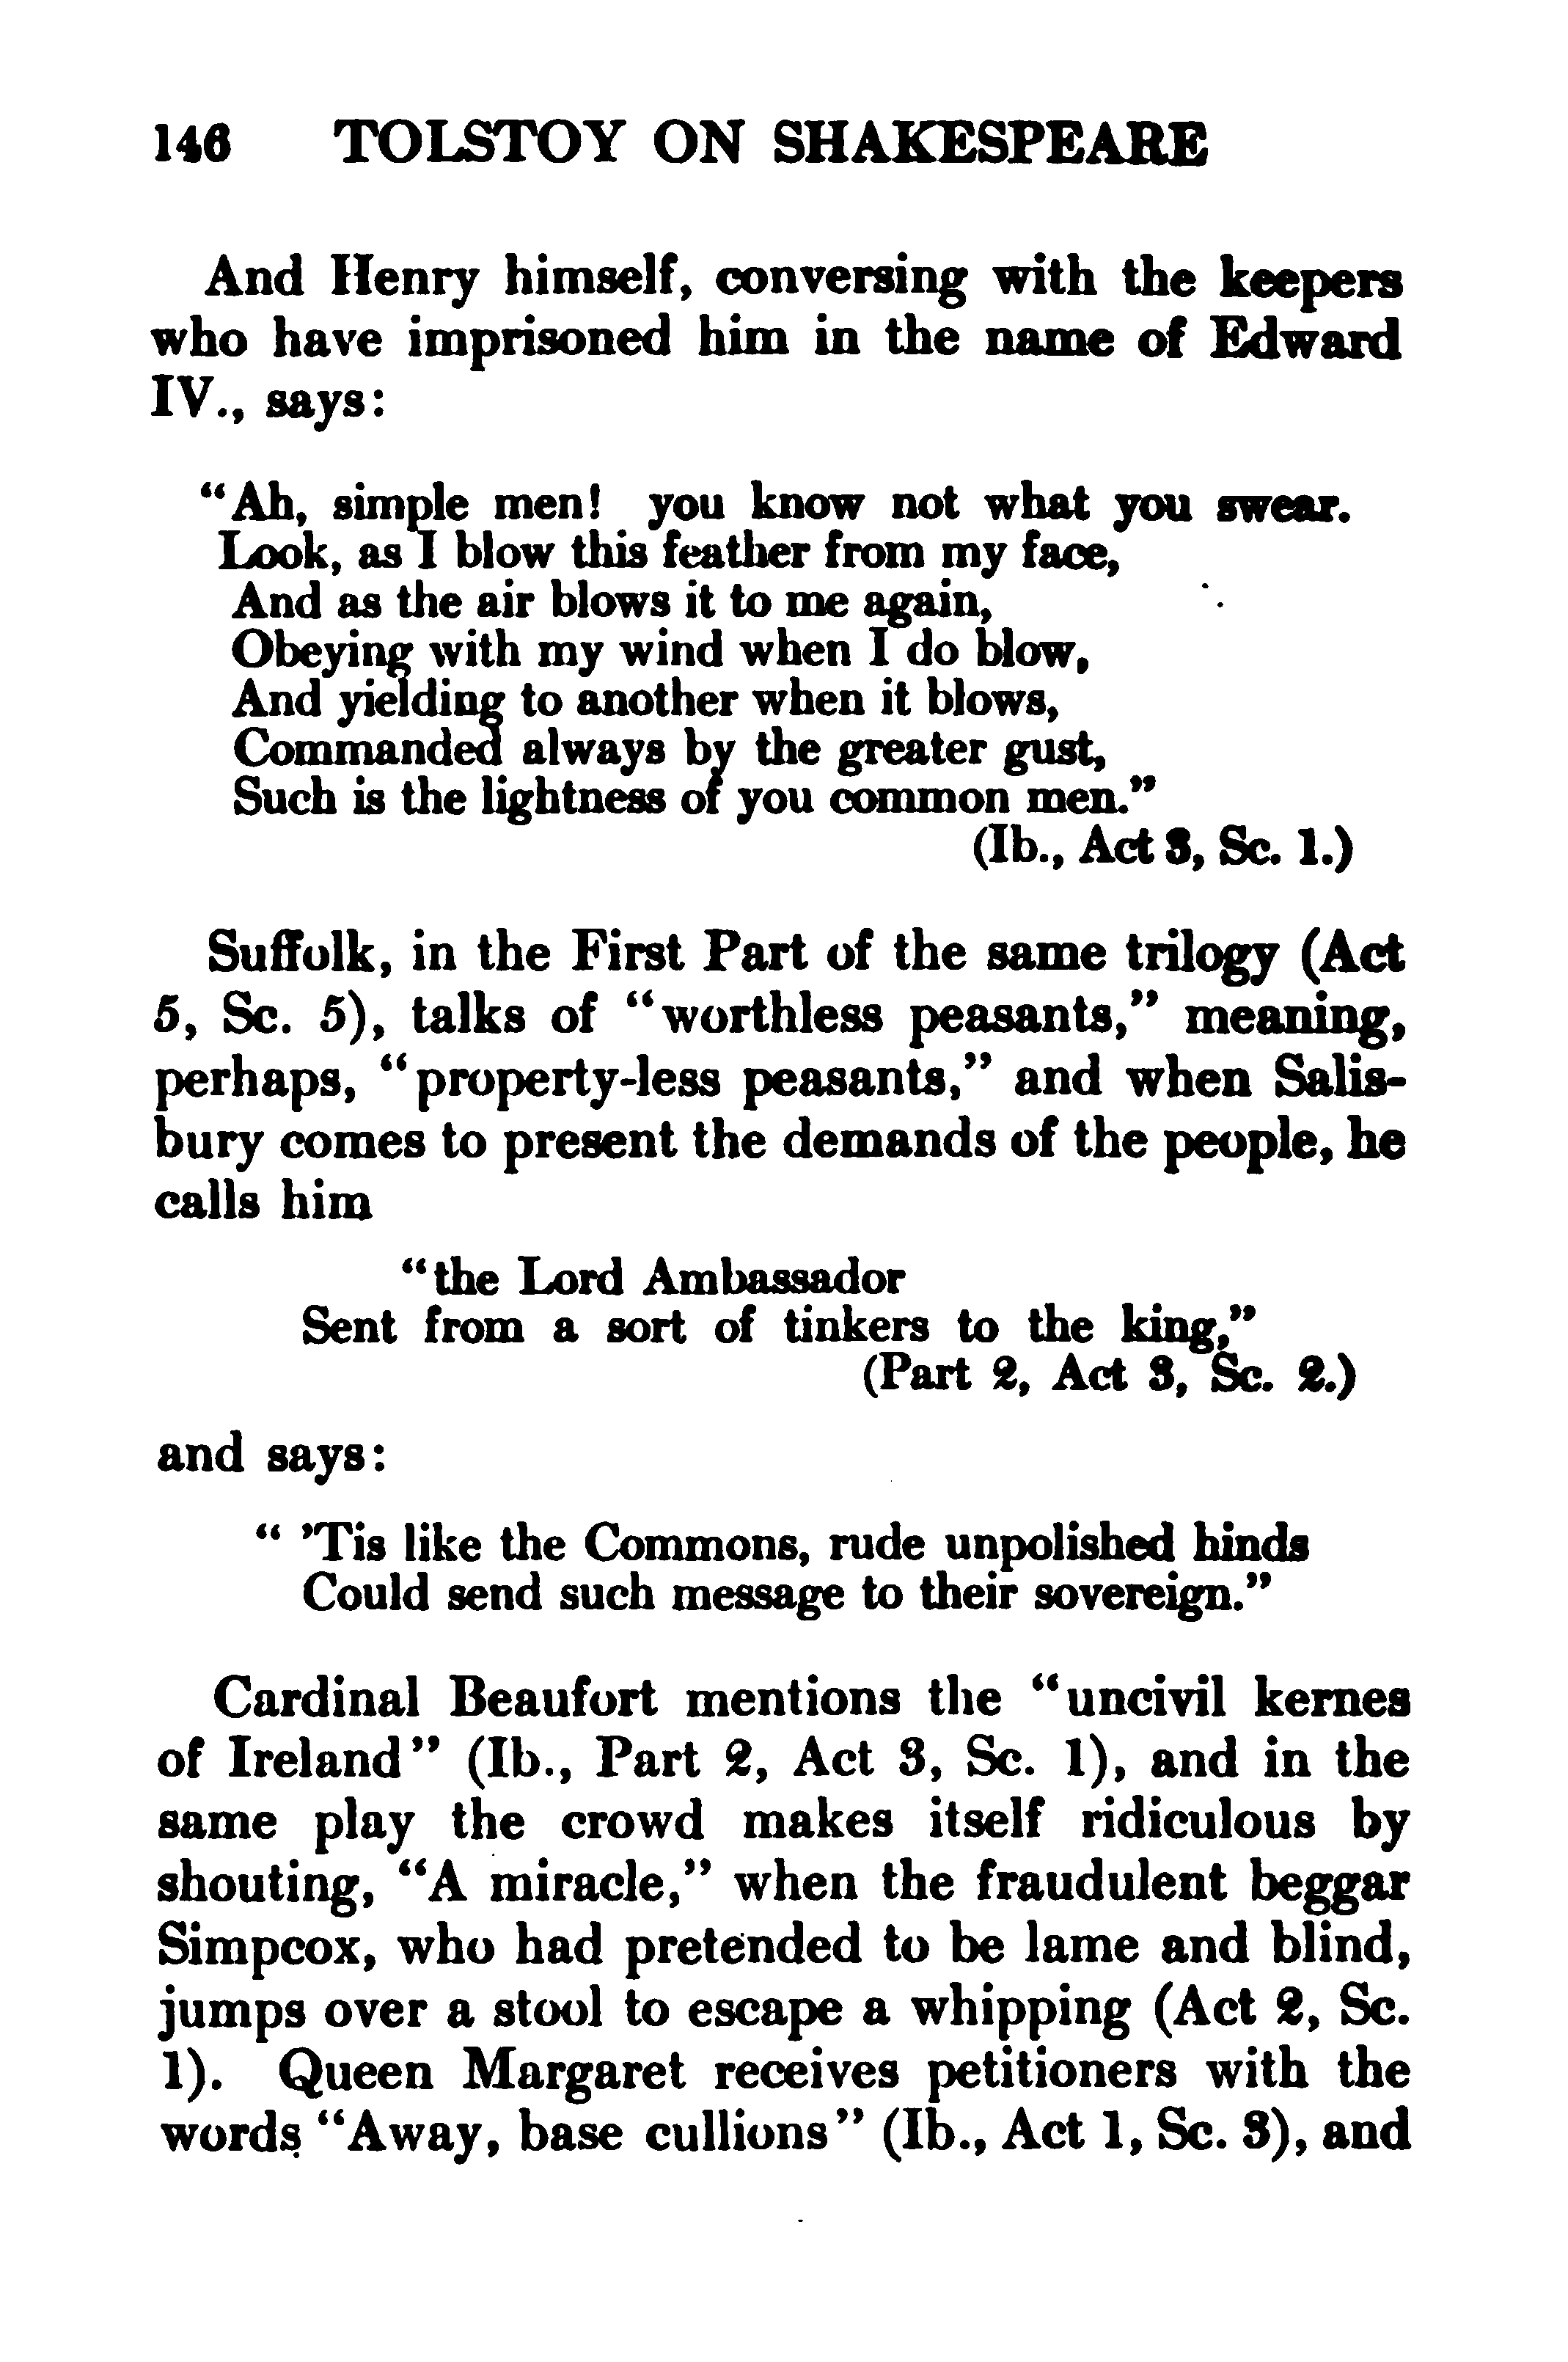 146 TOLSTOY ON SHAKESPEARE
And Henry himself, conversing with the keepers
who have imprisoned him in the name of Edward
IV., says:
“Ah, simple men! you know not what you swear.
Look, as I blow this feather from my face,
And as the air blows it to me again,
Obeying with my wind when I do blow,
And yielding to another when it blows,
Commanded always by the greater gust,
Such is the lightness of you common men.”
(Ib., Act 3, Sc. 1.)
Suffolk, in the First Part of the same trilogy (Act
5, Sc. 5), talks of “worthless peasants,” meaning,
perhaps, “property-less peasants,” and when Salis-
bury comes to present the demands of the people, he
calls him
“the Lord Ambassador
Sent from a sort of tinkers to the king,”
(Part 2, Act 3, Sc. 2.)
and says:
“ ’Tis like the Commons, rude unpolished hinds
Could send such message to their sovereign.”
Cardinal Beaufort mentions the “uncivil kernes
of Ireland” (Ib., Part 2, Act 3, Sc. 1), and in the
same play the crowd makes itself ridiculous by
shouting, “A miracle,” when the fraudulent beggar
Simpcox, who had pretended to be lame and blind,
jumps over a stool to escape a whipping (Act 2, Sc.
1). Queen Margaret receives petitioners with the
words “Away, base cullions” (Ib., Act 1, Sc. 3), and